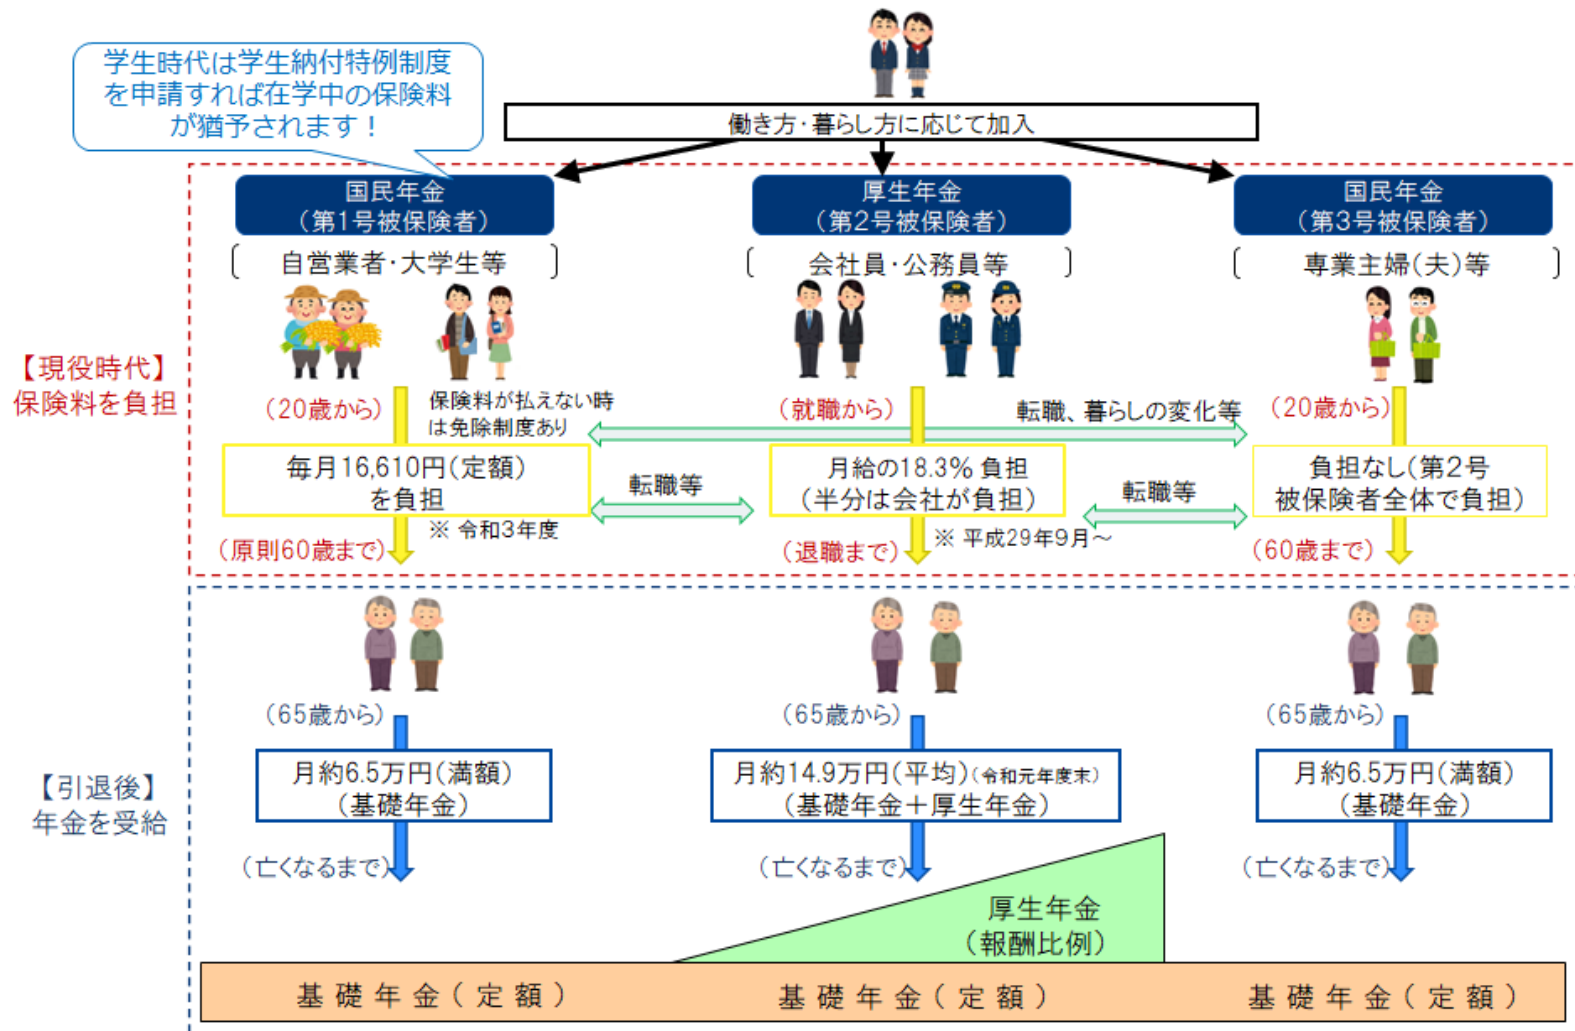 学生時代は学生納付特例制度
を申請すれば在学中の保険料
が猶予されます！
働き方・暮らし方に応じて加入
国民年金
（第1号被保険者）
厚生年金
（第2号被保険者）
国民年金
（第3号被保険者）
自営業者・大学生等
会社員・公務員等
専業主婦（夫）等
【現役時代】
保険料を負担
（20歳から）
保険料が払えない時
は免除制度あり
（就職から）
転職、暮らしの変化等
（20歳から）
毎月16,610円（定額）
を負担
転職等
月給の18.3％ 負担
（半分は会社が負担）
転職等
負担なし（第２号
被保険者全体で負担）
※ 令和3年度
※ 平成29年9月～
（原則60歳まで）
（退職まで）
（60歳まで）
【引退後】
年金を受給
（65歳から）
（65歳から）
（65歳から）
月約6.5万円（満額）
（基礎年金）
月約14.9万円（平均）（令和元年度末）
（基礎年金＋厚生年金）
月約6.5万円（満額）
（基礎年金）
（亡くなるまで）
（亡くなるまで）
（亡くなるまで）
厚生年金
（報酬比例）
基礎年金（定額）
基礎年金（定額）
基礎年金（定額）